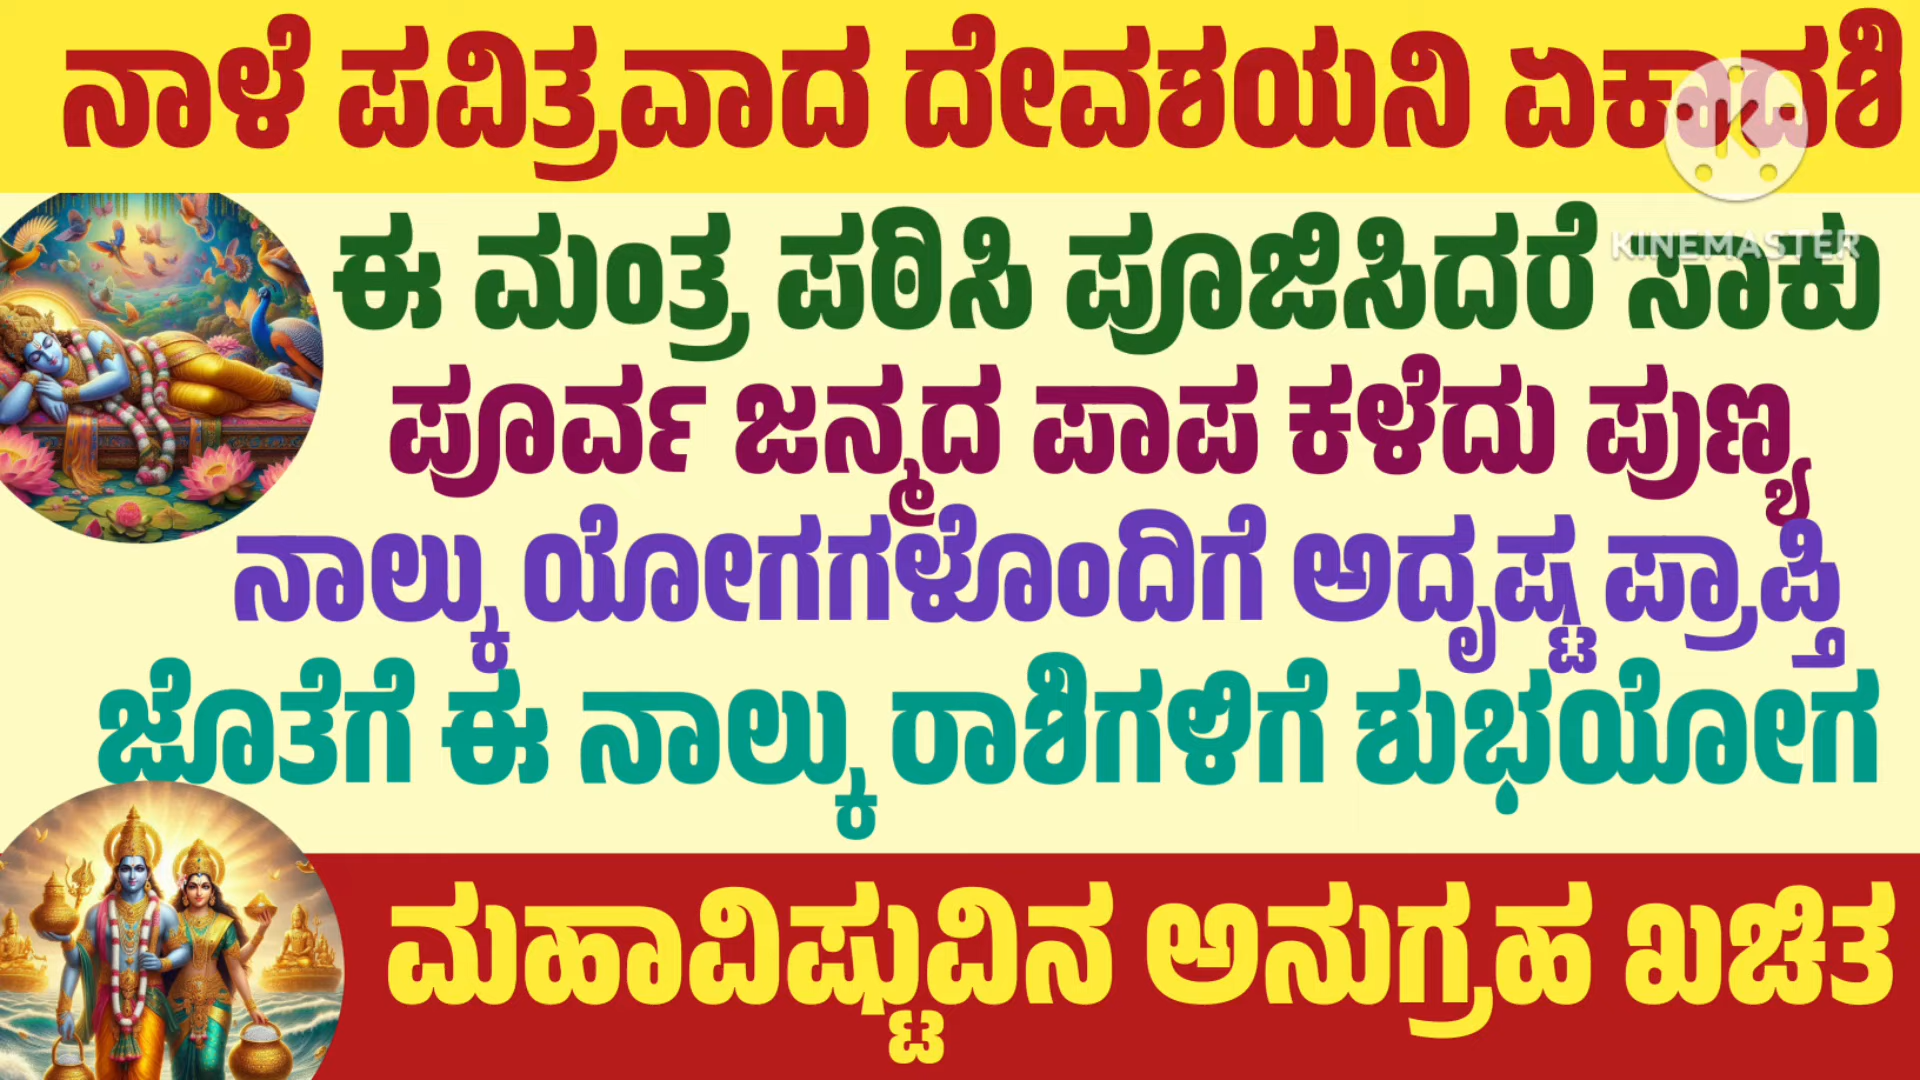 ನಾಳೆ ಪವಿತ್ರವಾದ ದೇವಶಯನಿ ಏಕಾದಶಿ
KINEMASTER
ಈ ಮಂತ್ರ ಪಠಿಸಿ ಪೂಜಿಸಿದರೆ ಸಾಕು
ಪೂರ್ವ ಜನ್ಮದ ಪಾಪ ಕಳೆದು ಪುಣ್ಯ
ನಾಲ್ಕು ಯೋಗಗಳೊಂದಿಗೆ ಅದೃಷ್ಟ ಪ್ರಾಪ್ತಿ
ಜೊತೆಗೆ ಈ ನಾಲ್ಕು ರಾಶಿಗಳಿಗೆ ಶುಭಯೋಗ
ಮಹಾವಿಷ್ಟುವಿನ ಅನುಗ್ರಹ ಖಚಿತ